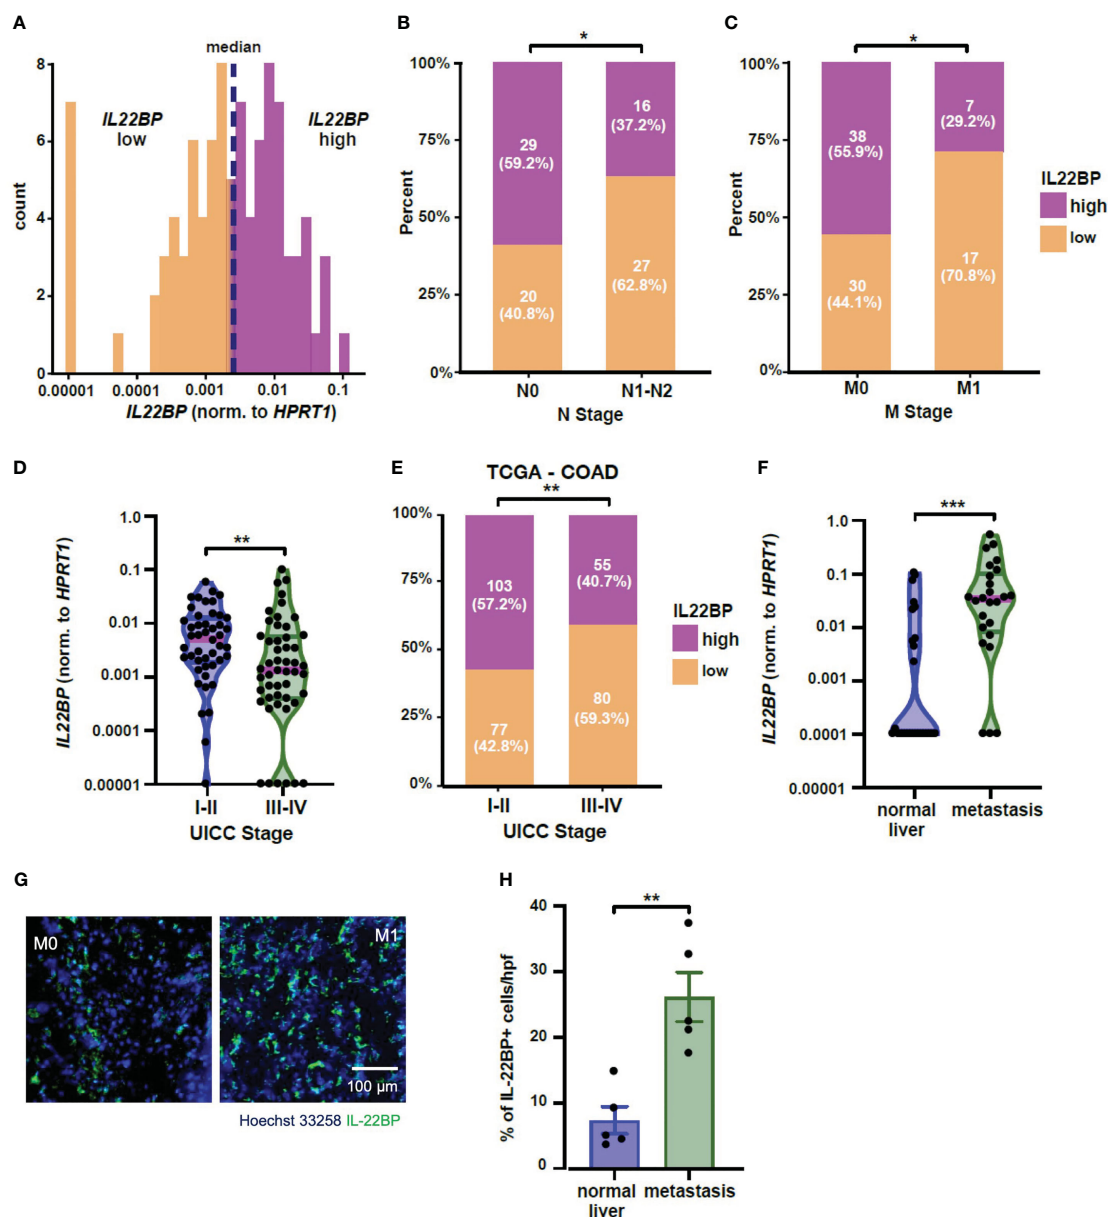 A
median
8
6
4
2
0
count
IL22BP
low
IL22BP
high
0.00001 0.0001 0.001 0.01 0.1
IL22BP (norm. to HPRT1)
B
*
100%
75%
50%
25%
0%
Percent
29
(59.2%)
20
(40.8%)
16
(37.2%)
27
(62.8%)
N0 N1-N2
N Stage
C
*
100%
75%
50%
25%
0%
Percent
38
(55.9%)
30
(44.1%)
7
(29.2%)
17
(70.8%)
M0 M1
M Stage
IL22BP
high
low
D
**
1.0
0.1
0.01
0.001
0.0001
0.00001
IL22BP (norm. to HPRT1)
I-II III-IV
UICC Stage
E
TCGA - COAD
**
100%
75%
50%
25%
0%
Percent
103
(57.2%)
77
(42.8%)
55
(40.7%)
80
(59.3%)
I-II III-IV
UICC Stage
IL22BP
high
low
F
***
1.0
0.1
0.01
0.001
0.0001
0.00001
IL22BP (norm. to HPRT1)
normal
liver
metastasis
G
M0
M1
100 µm
Hoechst 33258 IL-22BP
H
**
40
30
20
10
0
% of IL-22BP+ cells/hpf
normal
liver
metastasis